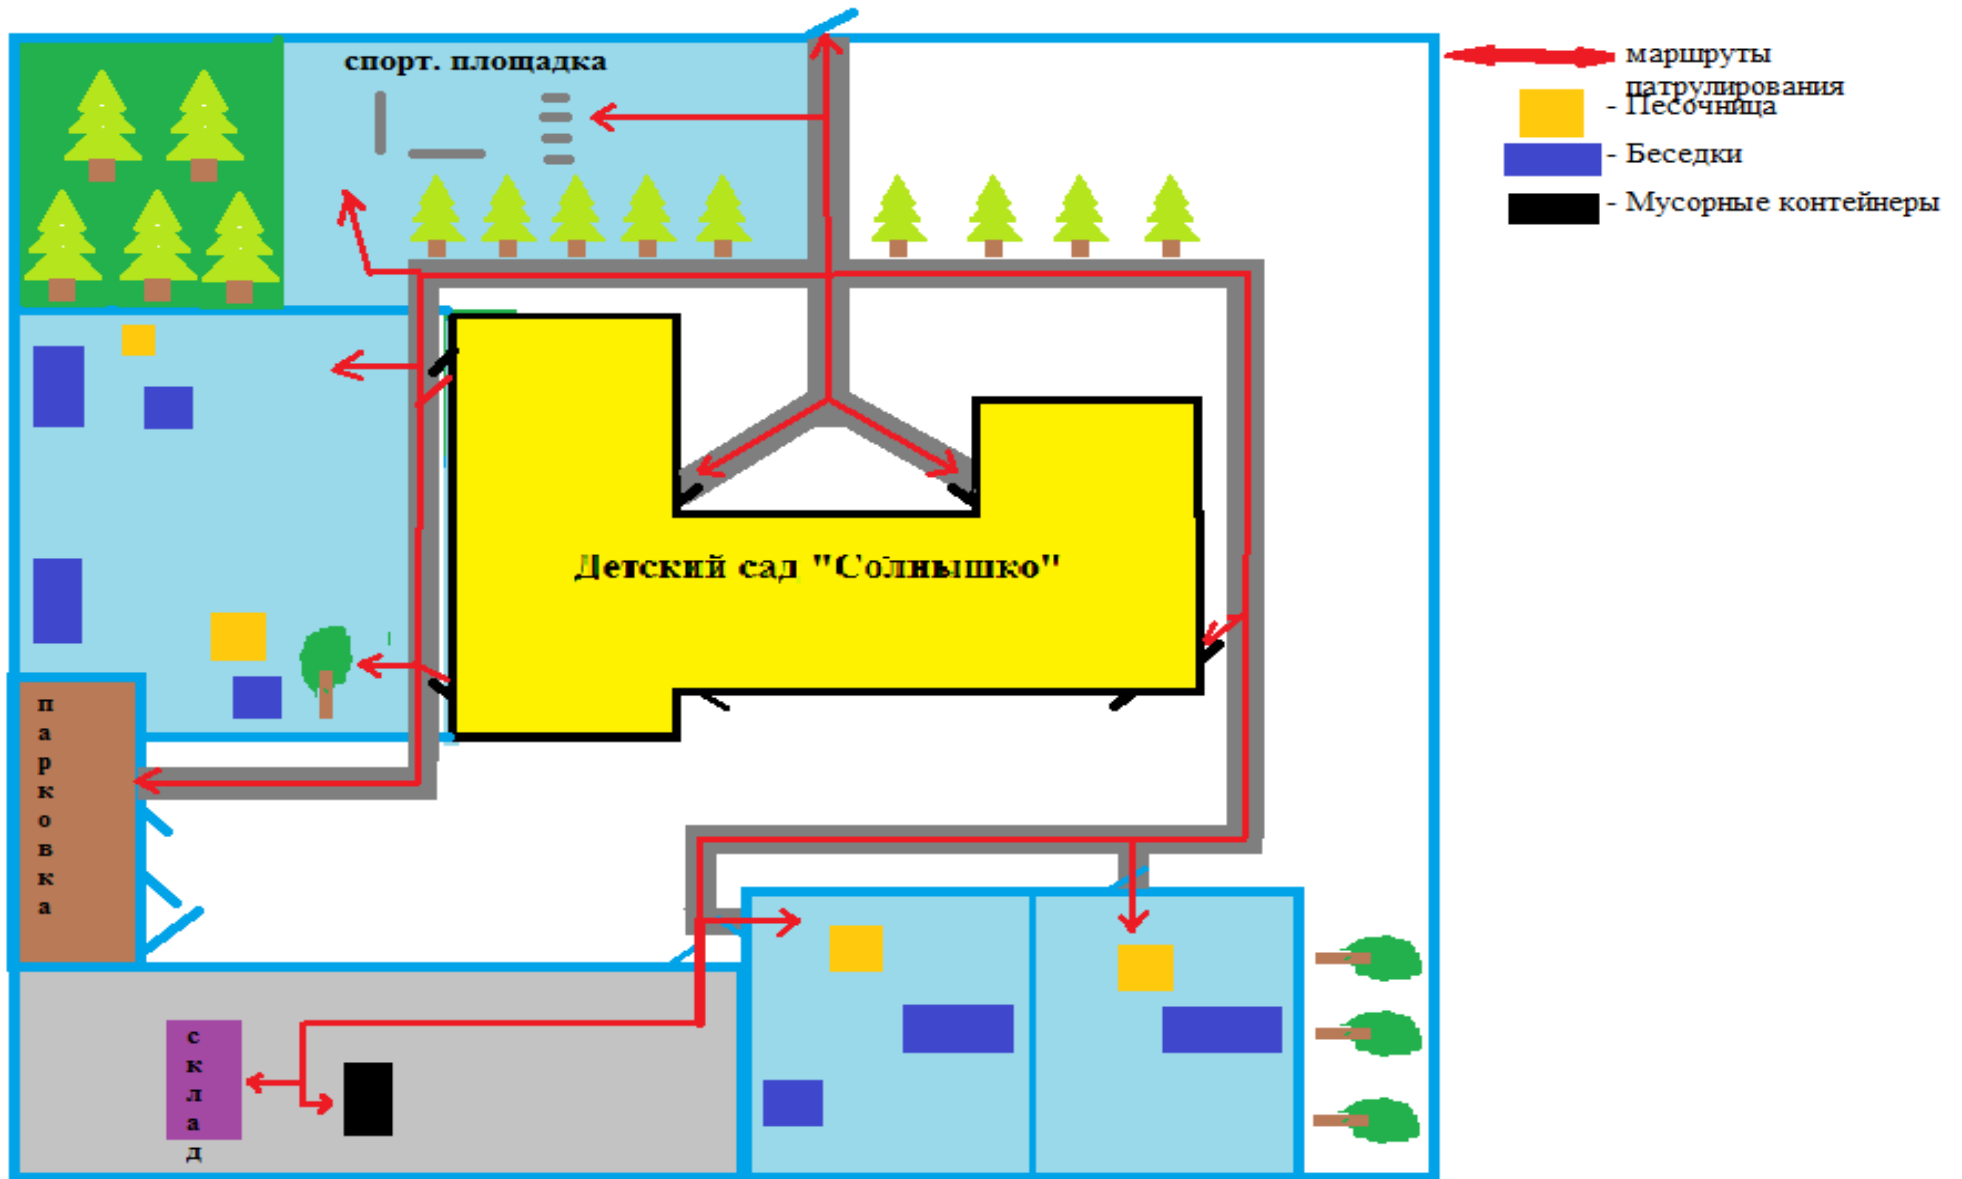 спорт. площадка
маршруты
патрулирования
- Песочница
- Беседки
- Мусорные контейнеры
Детский сад "Солнышко"
п
а
р
к
о
в
к
а
с
к
л
а
д